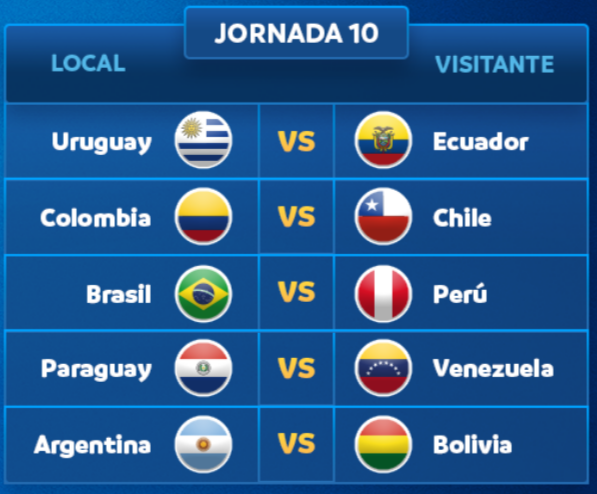 JORNADA 10
LOCAL VISITANTE
Uruguay VS Ecuador
Colombia VS Chile
Brasil VS Perú
Paraguay VS Venezuela
Argentina VS Bolivia